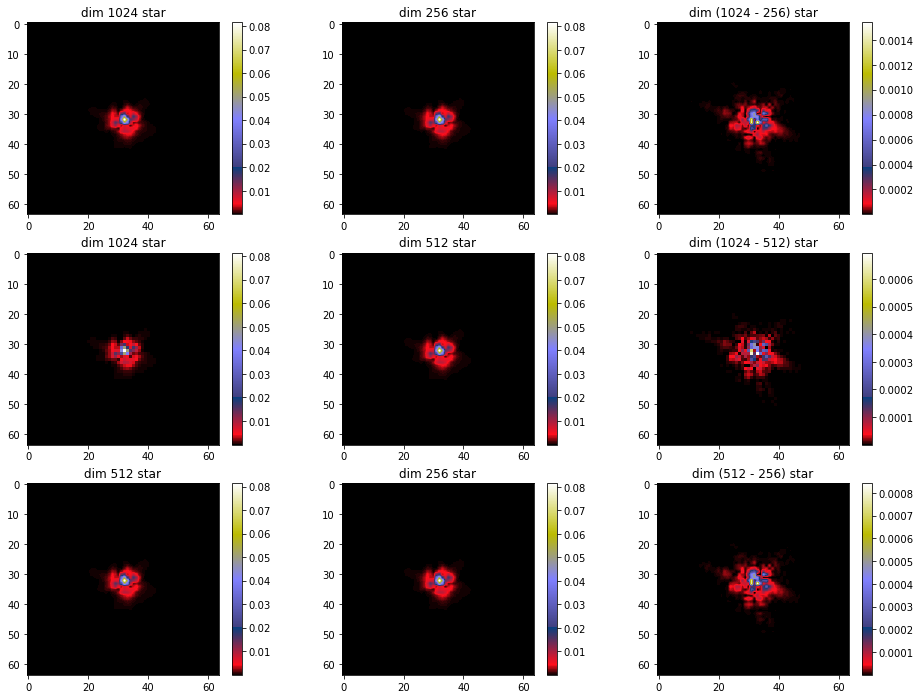 dim 1024 star dim 256 star dim (1024 - 256) star
0 0.08 0 0.08 0
0.0014
10 0.07 10 0.07 10
0.0012
20 0.06 20 0.06 20
0.0010
30 0.05 30 0.05 30
0.0008
40 0.04 40 0.04 40 0.0006
0.03 0.03
50 0.02 50 0.02 50 0.0004
60 0.01 60 0.01 60 0.0002
0 20 40 60 0 20 40 60 0 20 40 60
dim 1024 star dim 512 star dim (1024 - 512) star
0 0.08 0 0.08 0
10 0.07 10 0.07 10 0.0006
20 0.06 20 0.06 20 0.0005
30 0.05 30 0.05 30 0.0004
40 0.04 40 0.04 40 0.0003
0.03 0.03
50 0.02 50 0.02 50 0.0002
60 0.01 60 0.01 60 0.0001
0 20 40 60 0 20 40 60 0 20 40 60
dim 512 star dim 256 star dim (512 - 256) star
0 0.08 0 0.08 0 0.0008
10 0.07 10 0.07 10 0.0007
20 0.06 20 0.06 20 0.0006
30 0.05 30 0.05 30 0.0005
0.0004
40 0.04 40 0.04 40
0.03 0.03 0.0003
50 0.02 50 0.02 50 0.0002
60 0.01 60 0.01 60 0.0001
0 20 40 60 0 20 40 60 0 20 40 60